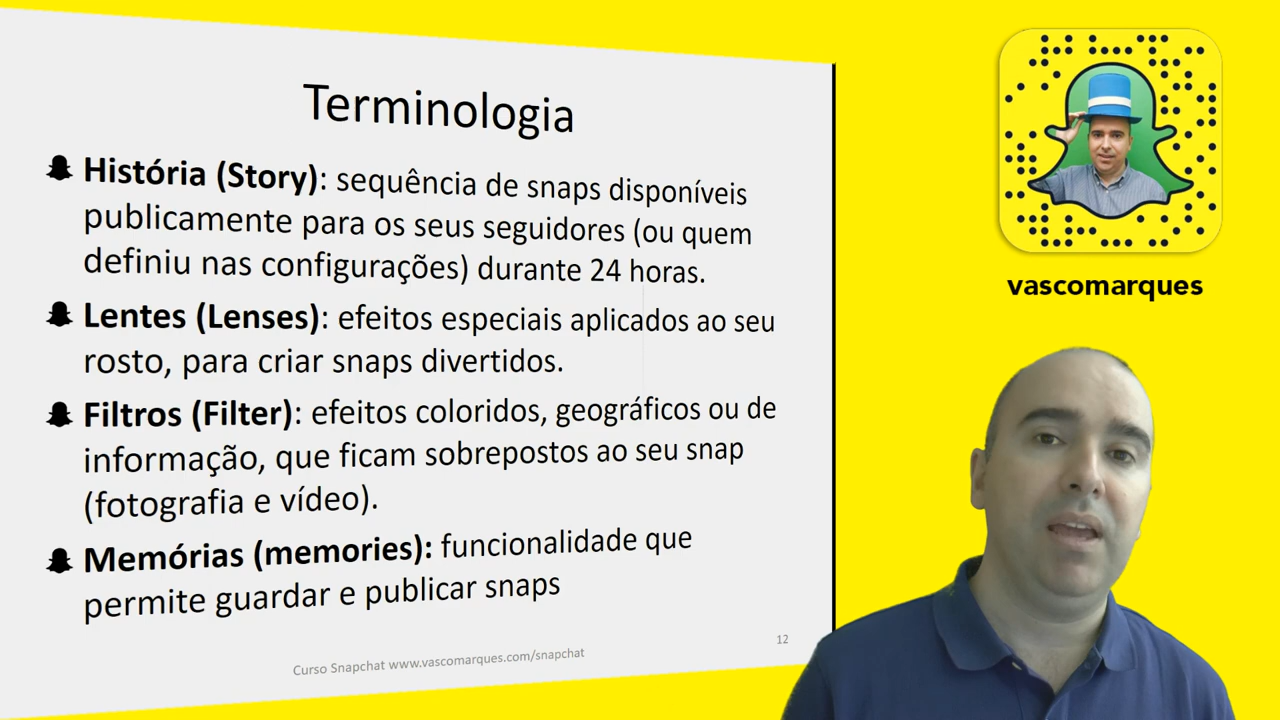 Terminologia
História (Story): sequência de snaps disponíveis
publicamente para os seus seguidores (ou quem
definiu nas configurações) durante 24 horas.
Lentes (Lenses): efeitos especiais aplicados ao seu
rosto, para criar snaps divertidos.
Filtros (Filter): efeitos coloridos, geográficos ou de
informação, que ficam sobrepostos ao seu snap
(fotografia e vídeo).
Memórias (memories): funcionalidade que
permite guardar e publicar snaps
Curso Snapchat www.vascomarques.com/snapchat
12
vascomarques